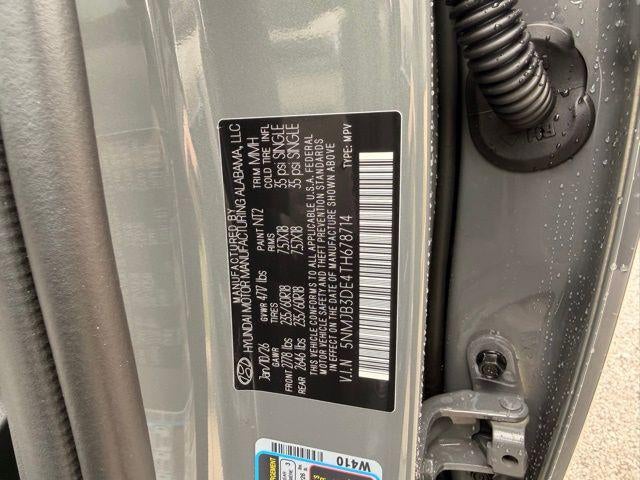 MANUFACTURED BY
HYUNDAI MOTOR MANUFACTURING ALABAMA, LLC
Jan/10/26 PAINT NT2 TRIM MMH
GVWR 4717 lbs
GAWR TIRES RIMS COLD TIRE INFL
FRONT 2778 lbs 235/60R18 7.5JX18 35 psi SINGLE
REAR 2646 lbs 235/60R18 7.5JX18 35 psi SINGLE
THIS VEHICLE CONFORMS TO ALL APPLICABLE U.S.A. FEDERAL
MOTOR VEHICLE SAFETY AND THEFT PREVENTION STANDARDS
IN EFFECT ON THE DATE OF MANUFACTURE SHOWN ABOVE
V.I.N 5NMJB3DE4TH678714 TYPE: MPV
W410